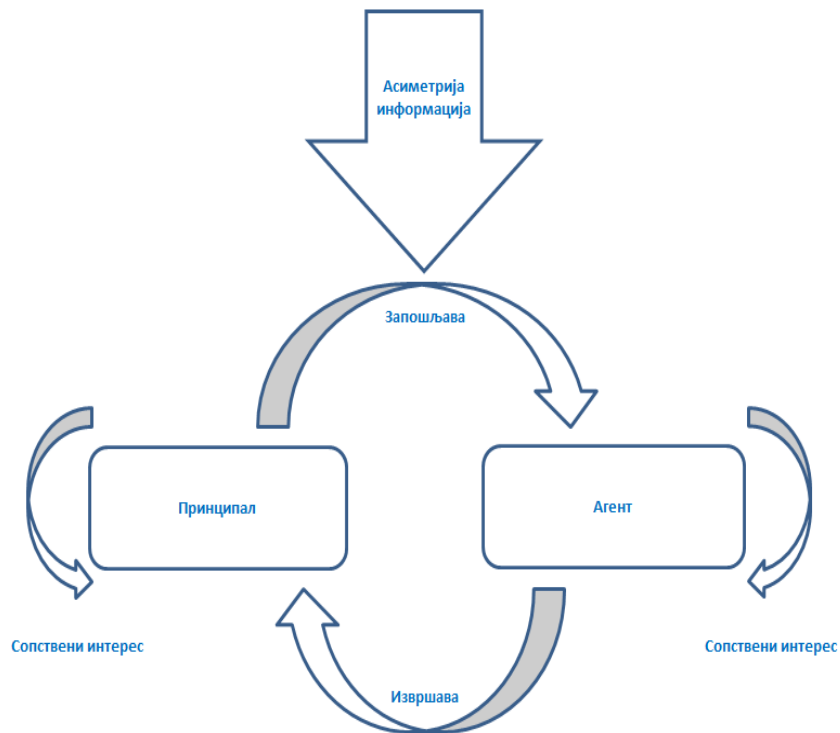 Асиметрија
информација
Запошљава
Принципал
Агент
Сопствени интерес
Сопствени интерес
Извршава